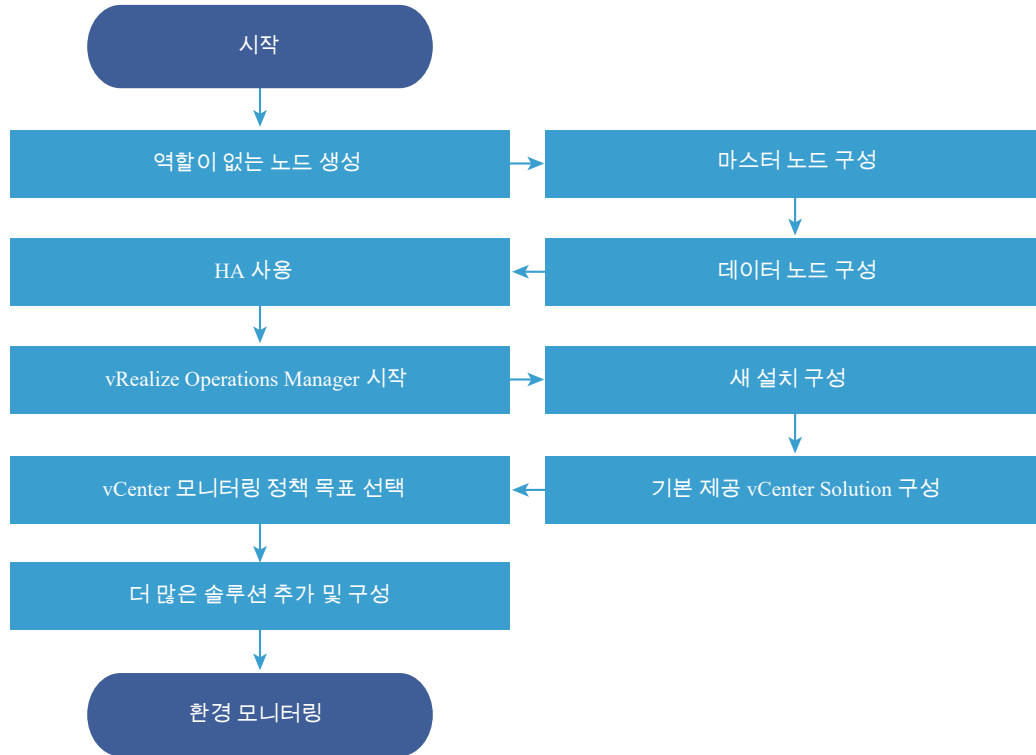 시작
역할이 없는 노드 생성
마스터 노드 구성
HA 사용
데이터 노드 구성
vRealize Operations Manager 시작
새 설치 구성
vCenter 모니터링 정책 목표 선택
기본 제공 vCenter Solution 구성
더 많은 솔루션 추가 및 구성
환경 모니터링